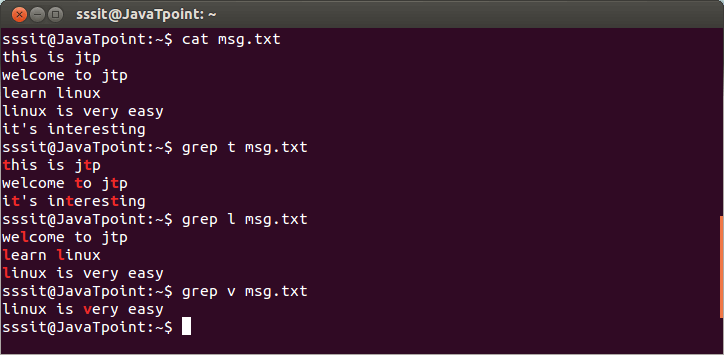 sssit@JavaTpoint: ~
sssit@JavaTpoint:~$ cat msg.txt
this is jtp
welcome to jtp
learn linux
linux is very easy
it's interesting
sssit@JavaTpoint:~$ grep t msg.txt
this is jtp
welcome to jtp
it's interesting
sssit@JavaTpoint:~$ grep l msg.txt
welcome to jtp
learn linux
linux is very easy
sssit@JavaTpoint:~$ grep v msg.txt
linux is very easy
sssit@JavaTpoint:~$